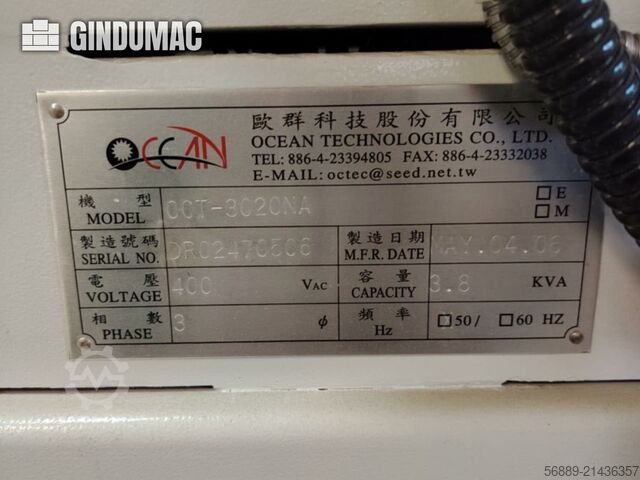 GINDUMAC
OCEAN
歐群科技股份有限公司
OCEAN TECHNOLOGIES CO., LTD.
TEL: 886-4-23394805 FAX: 886-4-23332038
E-MAIL: octec@seed.net.tw
機型 OCT-3020NA □E
MODEL □M
製造號碼 製造日期
SERIAL NO. DR02470506 M.F.R. DATE MAY.04.06
電壓 容量
VOLTAGE 400 VAC CAPACITY 3.8 KVA
相數 頻率
PHASE 3 ϕ Hz □50/ □60 HZ
56889-21436357